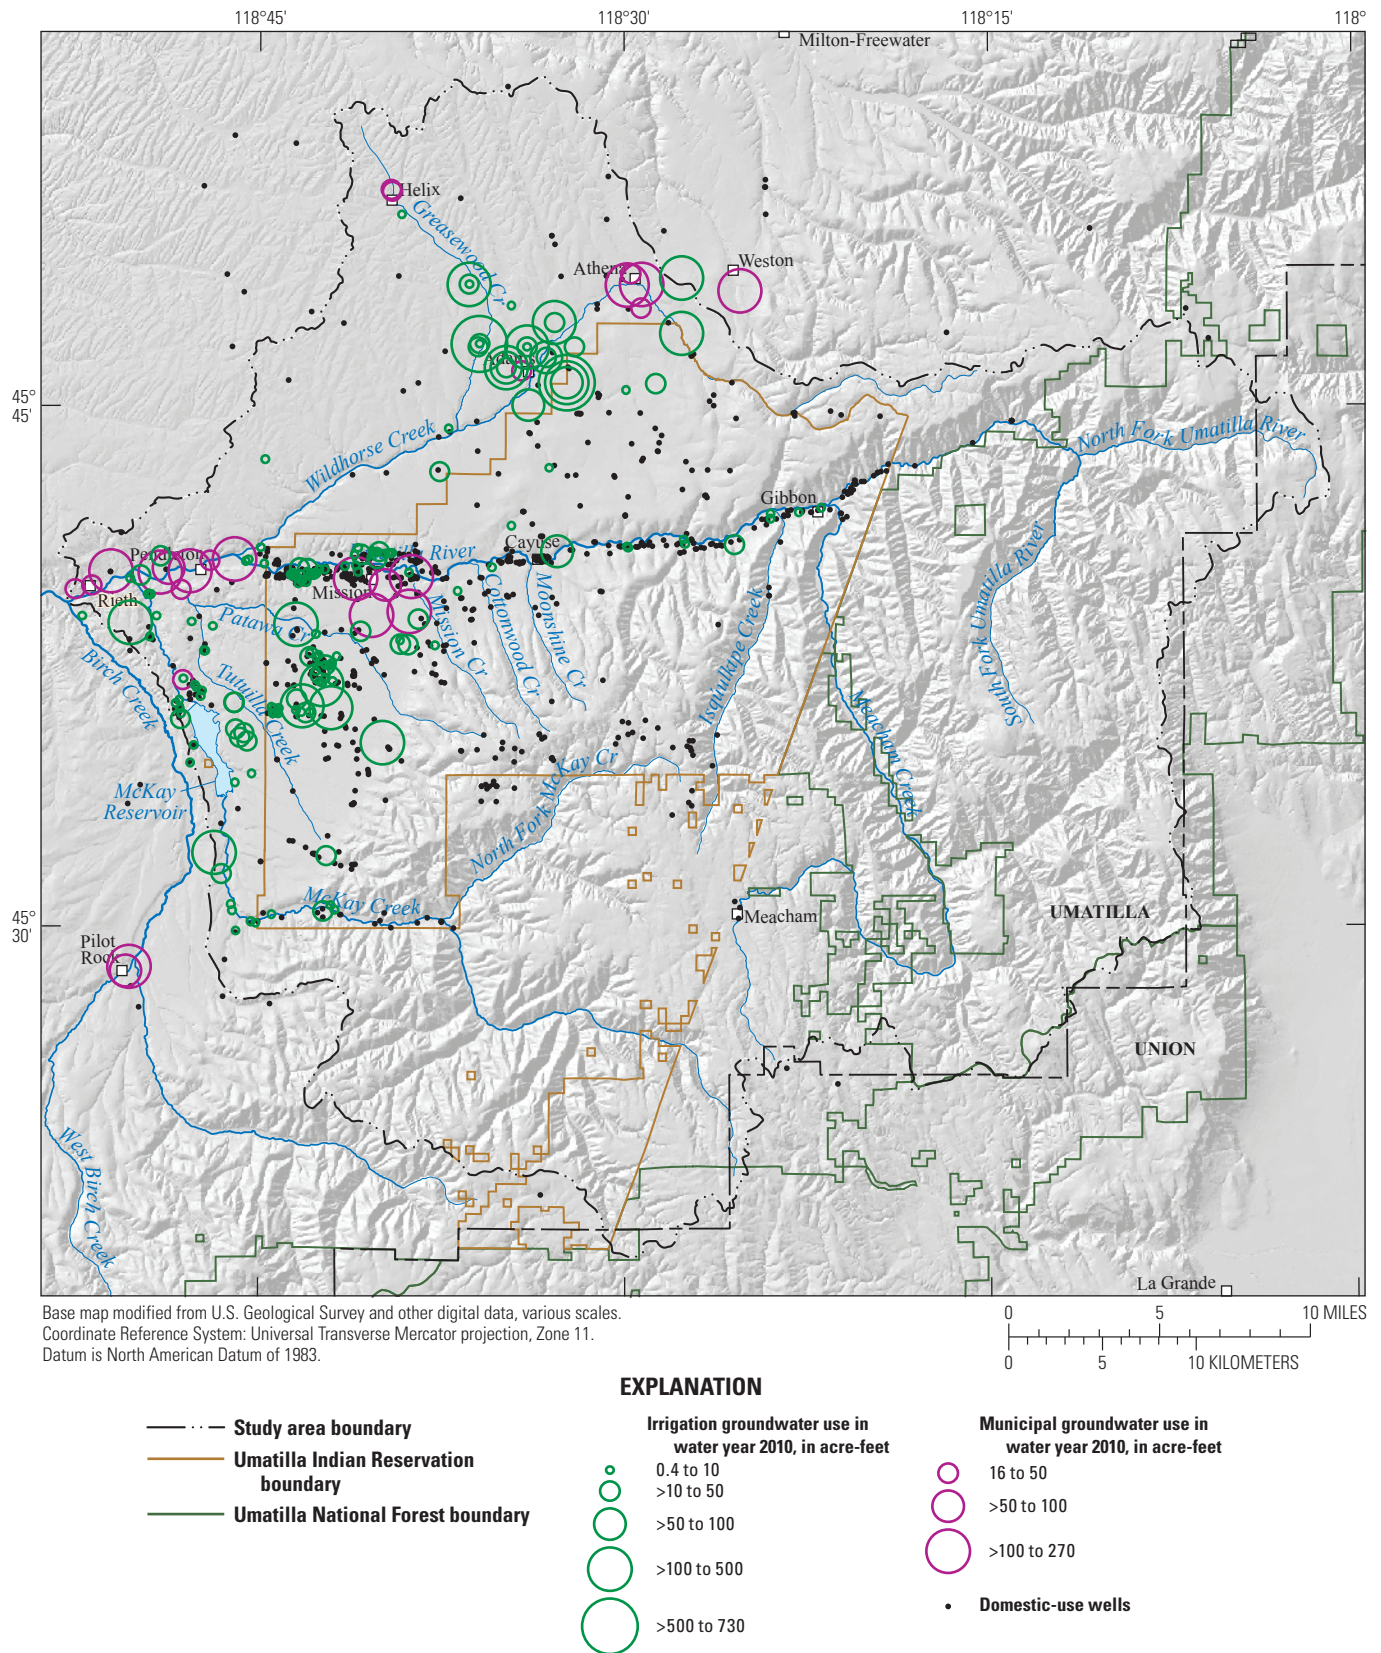 118°45'
118°30'
118°15'
118°
Milton-Freewater
Helix
Greasewood Cr
Athena
Weston
Adams
45°
45'
Wildhorse Creek
North Fork Umatilla River
Gibbon
Pendleton
River
Cayuse
Mission
Rieth
Patawa Cr
Mission Cr
Cottonwood Cr
Moonshine Cr
Isquulktpe Creek
South Fork Umatilla River
Birch Creek
Tutuilla Creek
Meacham Creek
McKay
Reservoir
North Fork McKay Cr
McKay Creek
Meacham
UMATILLA
45°
30'
Pilot
Rock
UNION
West Birch Creek
La Grande
Base map modified from U.S. Geological Survey and other digital data, various scales.
Coordinate Reference System: Universal Transverse Mercator projection, Zone 11.
Datum is North American Datum of 1983.
0 5 10 MILES
0 5 10 KILOMETERS
EXPLANATION
Study area boundary
Umatilla Indian Reservation
boundary
Umatilla National Forest boundary
Irrigation groundwater use in
water year 2010, in acre-feet
0.4 to 10
>10 to 50
>50 to 100
>100 to 500
>500 to 730
Municipal groundwater use in
water year 2010, in acre-feet
16 to 50
>50 to 100
>100 to 270
Domestic-use wells